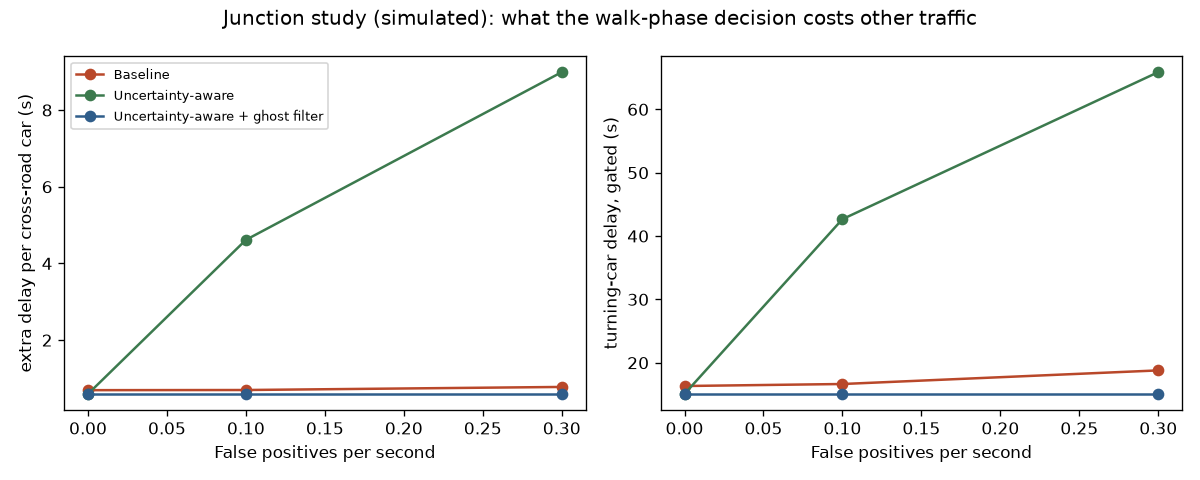 Junction study (simulated): what the walk-phase decision costs other traffic
extra delay per cross-road car (s)
8
6
4
2
Baseline
Uncertainty-aware
Uncertainty-aware + ghost filter
0.00 0.05 0.10 0.15 0.20 0.25 0.30
False positives per second
turning-car delay, gated (s)
60
50
40
30
20
0.00 0.05 0.10 0.15 0.20 0.25 0.30
False positives per second